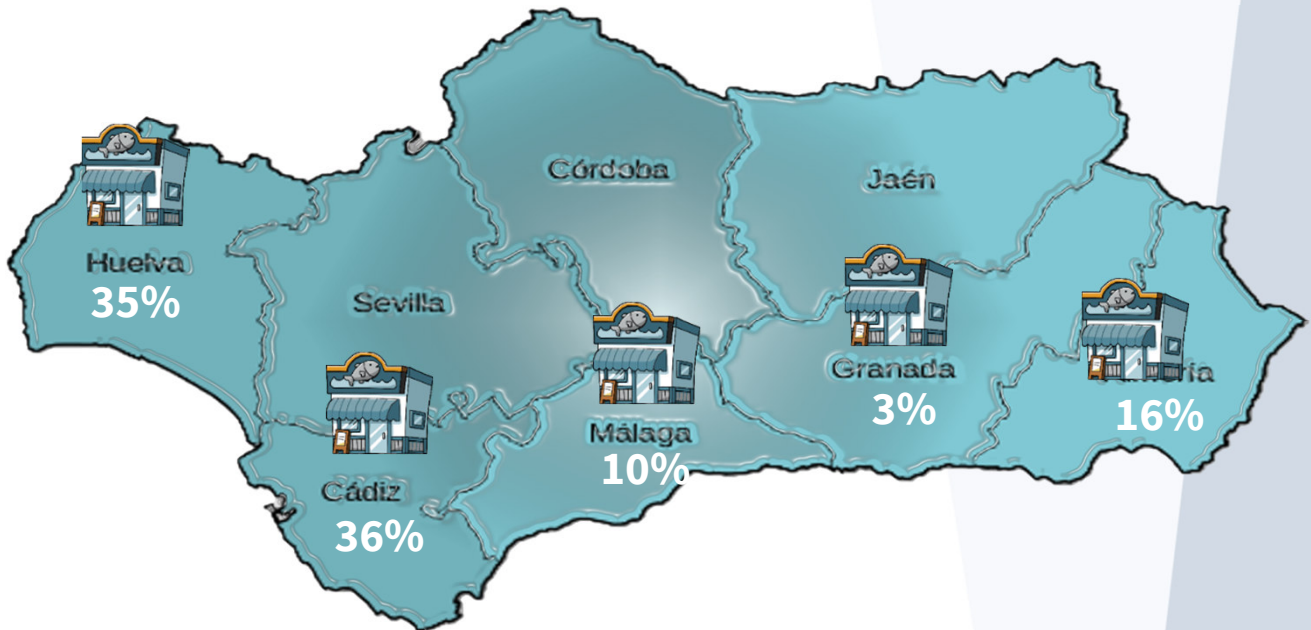 Córdoba
Jaén
Huelva
35%
Sevilla
Granada
3%
16%
Málaga
10%
Cádiz
36%